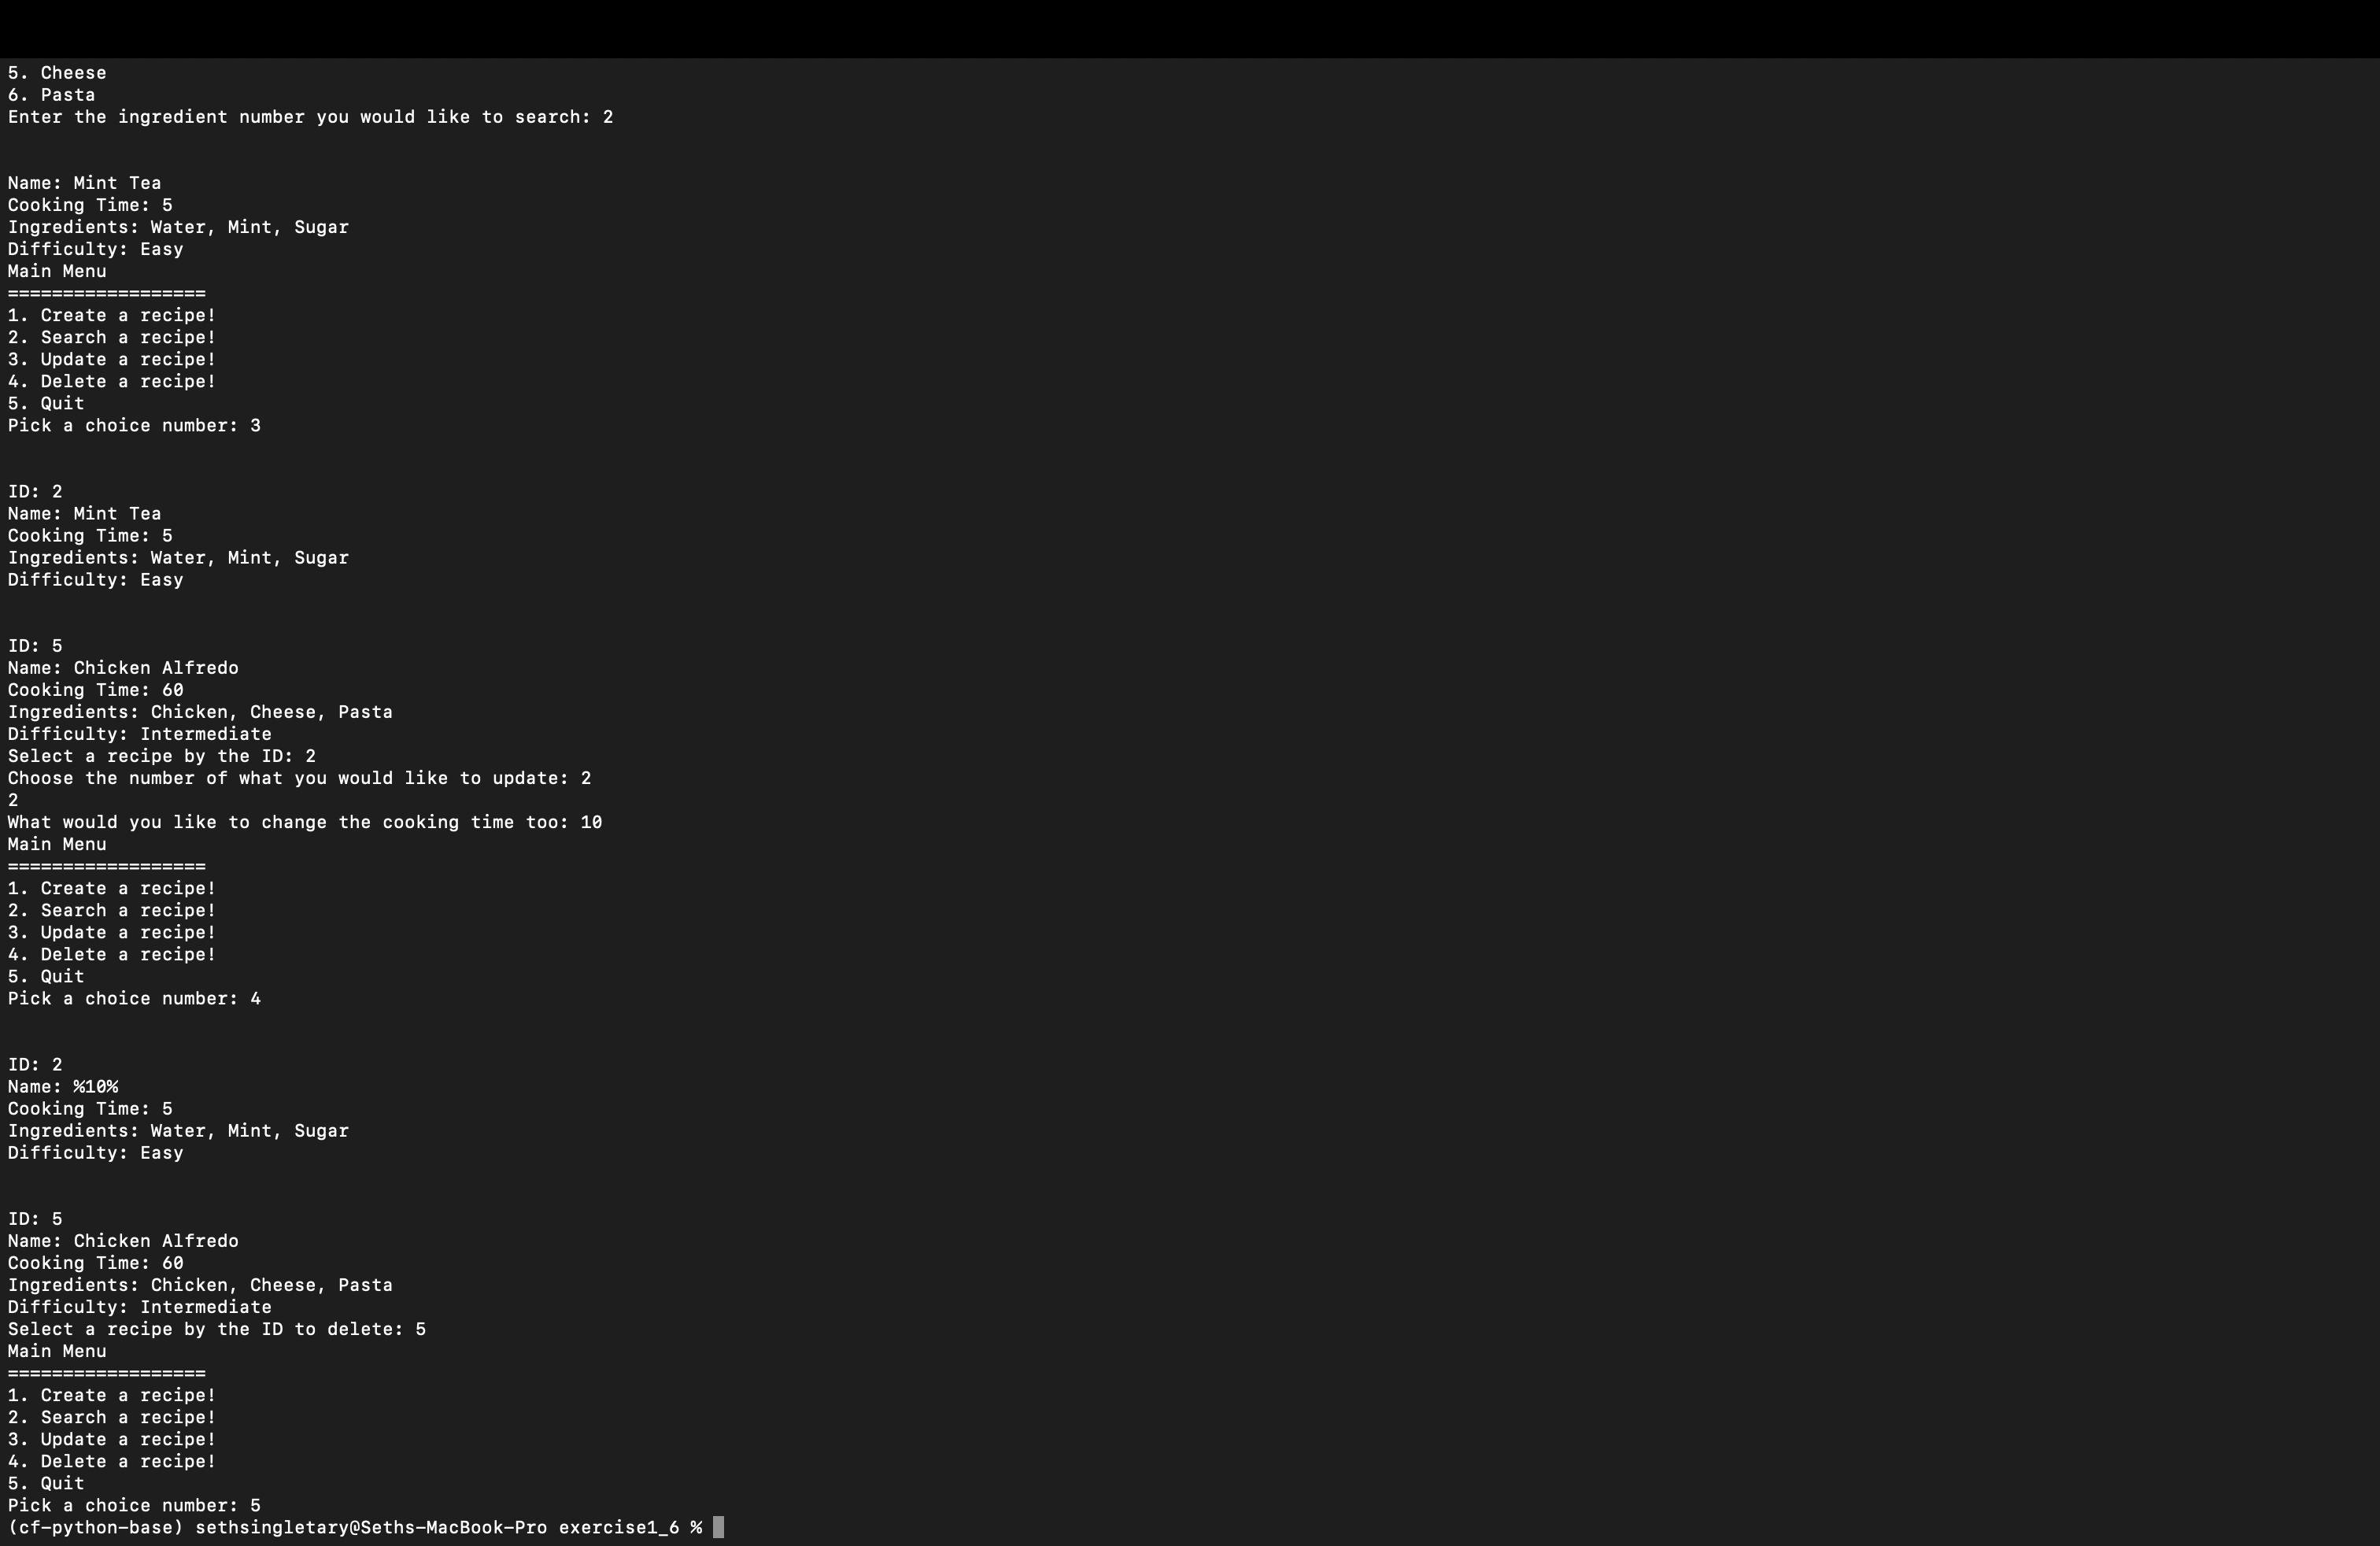 5. Cheese
6. Pasta
Enter the ingredient number you would like to search: 2
Name: Mint Tea
Cooking Time: 5
Ingredients: Water, Mint, Sugar
Difficulty: Easy
Main Menu
==================
1. Create a recipe!
2. Search a recipe!
3. Update a recipe!
4. Delete a recipe!
5. Quit
Pick a choice number: 3
ID: 2
Name: Mint Tea
Cooking Time: 5
Ingredients: Water, Mint, Sugar
Difficulty: Easy
ID: 5
Name: Chicken Alfredo
Cooking Time: 60
Ingredients: Chicken, Cheese, Pasta
Difficulty: Intermediate
Select a recipe by the ID: 2
Choose the number of what you would like to update: 2
2
What would you like to change the cooking time too: 10
Main Menu
==================
1. Create a recipe!
2. Search a recipe!
3. Update a recipe!
4. Delete a recipe!
5. Quit
Pick a choice number: 4
ID: 2
Name: %10%
Cooking Time: 5
Ingredients: Water, Mint, Sugar
Difficulty: Easy
ID: 5
Name: Chicken Alfredo
Cooking Time: 60
Ingredients: Chicken, Cheese, Pasta
Difficulty: Intermediate
Select a recipe by the ID to delete: 5
Main Menu
==================
1. Create a recipe!
2. Search a recipe!
3. Update a recipe!
4. Delete a recipe!
5. Quit
Pick a choice number: 5
(cf-python-base) sethsingletary@Seths-MacBook-Pro exercise1_6 %